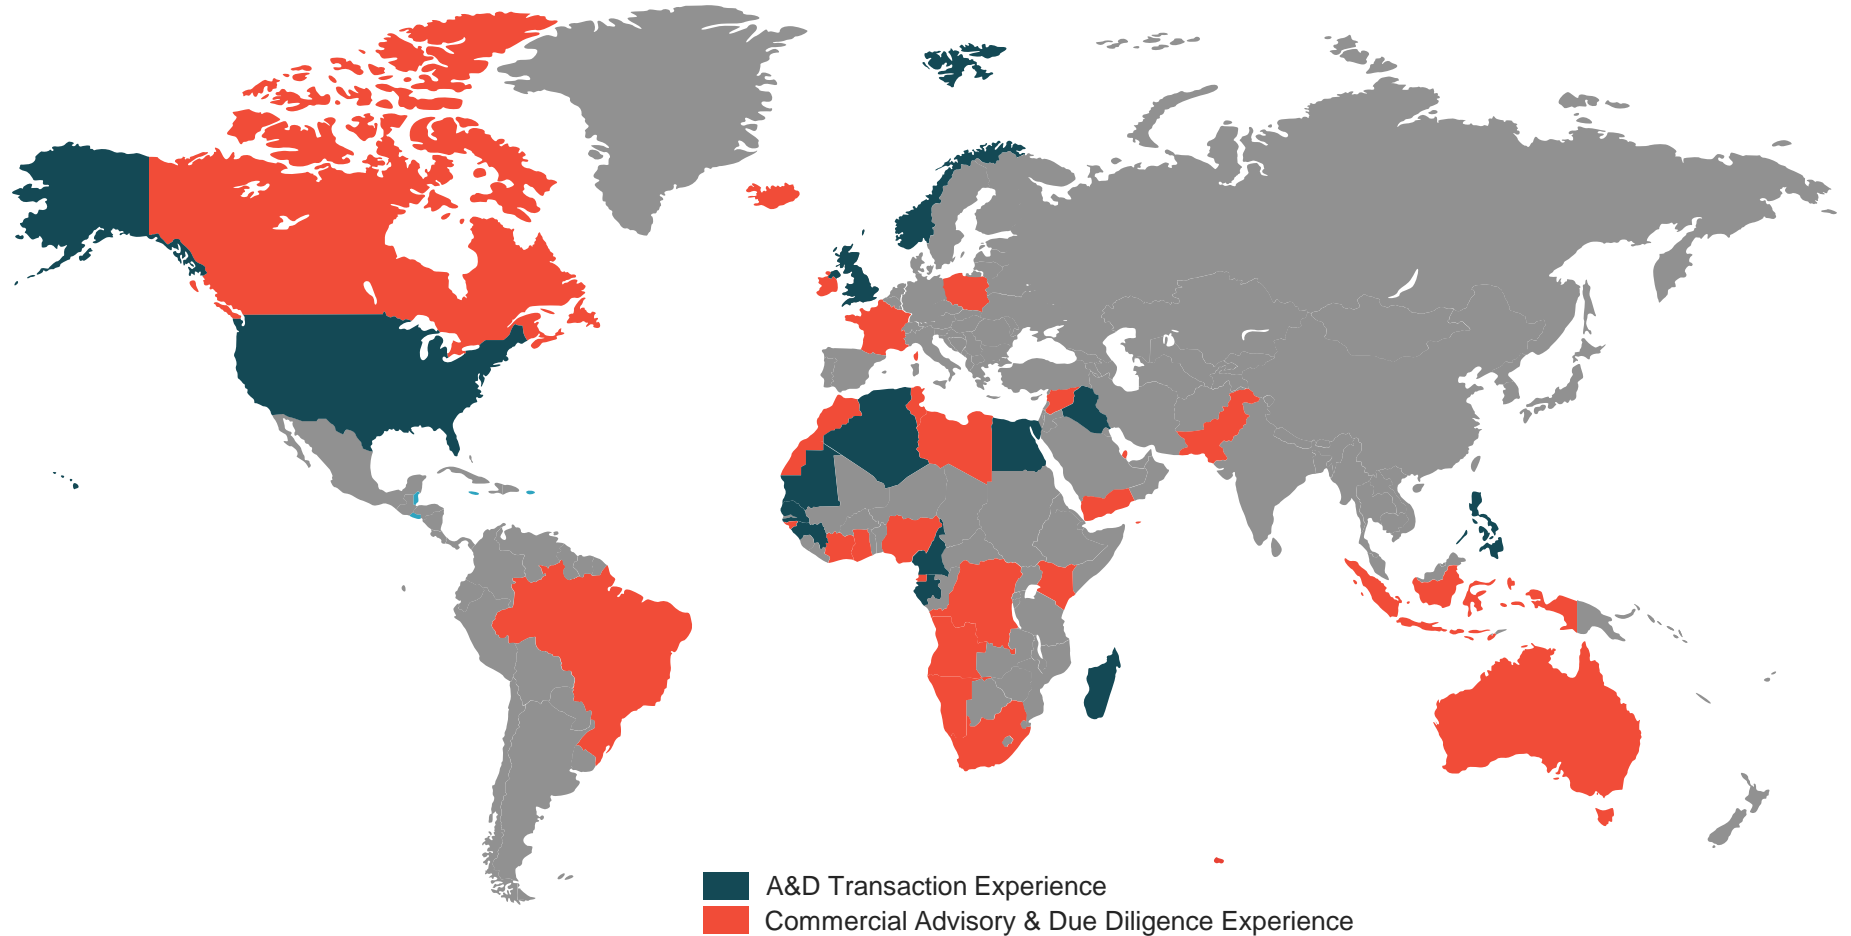 A&D Transaction Experience
Commercial Advisory & Due Diligence Experience